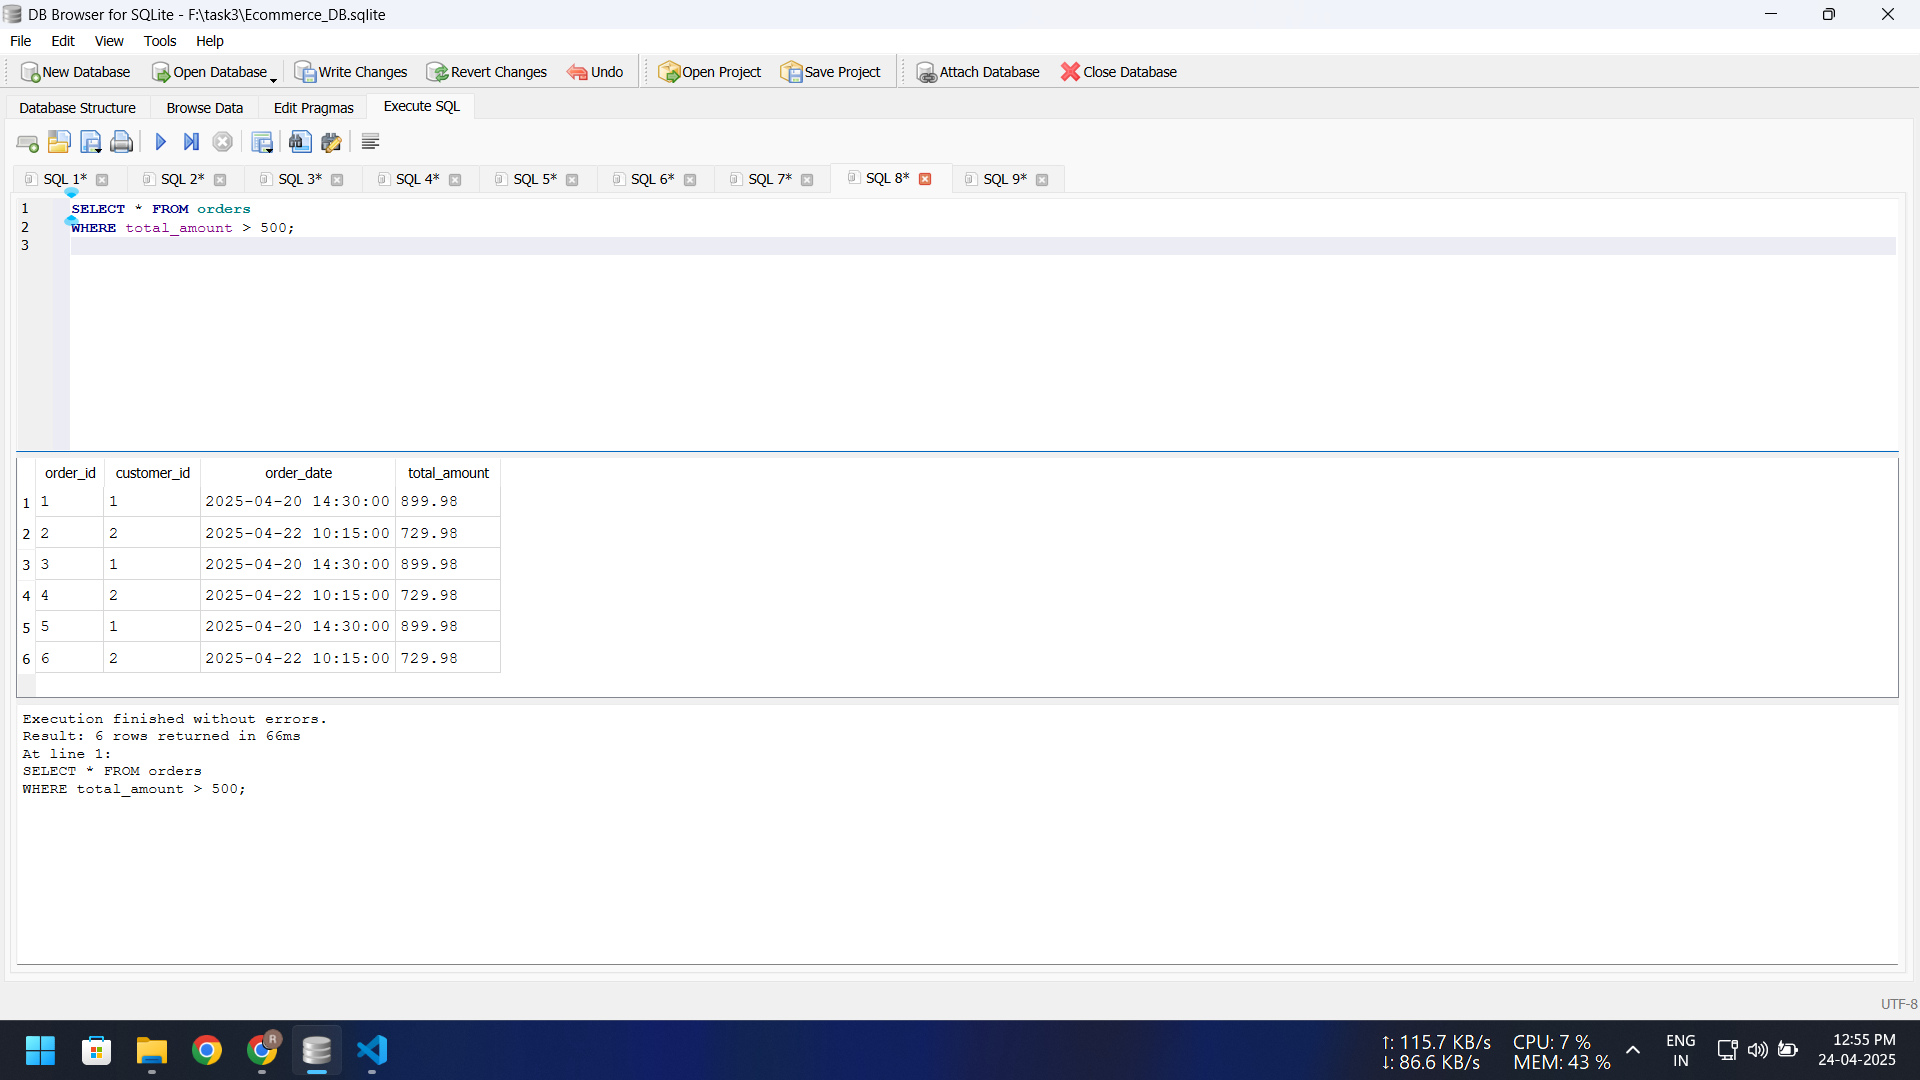 DB Browser for SQLite - F:\task3\Ecommerce_DB.sqlite
File Edit View Tools Help
New Database Open Database Write Changes Revert Changes Undo Open Project Save Project Attach Database Close Database
Database Structure Browse Data Edit Pragmas Execute SQL
SQL 1* SQL 2* SQL 3* SQL 4* SQL 5* SQL 6* SQL 7* SQL 8* SQL 9*
1 SELECT * FROM orders
2 WHERE total_amount > 500;
3
order_id customer_id order_date total_amount
1 1 1 2025-04-20 14:30:00 899.98
2 2 2 2025-04-22 10:15:00 729.98
3 3 1 2025-04-20 14:30:00 899.98
4 4 2 2025-04-22 10:15:00 729.98
5 5 1 2025-04-20 14:30:00 899.98
6 6 2 2025-04-22 10:15:00 729.98
Execution finished without errors.
Result: 6 rows returned in 66ms
At line 1:
SELECT * FROM orders
WHERE total_amount > 500;
UTF-8
R
↑: 115.7 KB/s CPU: 7 % ENG 12:55 PM
↓: 86.6 KB/s MEM: 43 % IN 24-04-2025